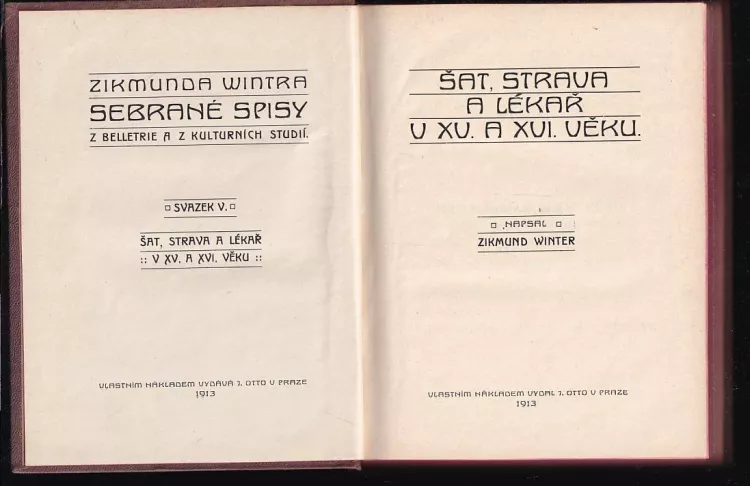 ZIKMUNDA WINTRA
SEBRANÉ SPISY
Z BELLETRIE A Z KULTURNÍCH STUDIÍ.
SVAZEK V.
ŠAT, STRAVA A LÉKAŘ
:: V XV. A XVI. VĚKU ::
VLASTNÍM NÁKLADEM VYDÁVÁ J. OTTO V PRAZE
1913
ŠAT, STRAVA
A LÉKAŘ
V XV. A XVI. VĚKU.
NAPSAL
ZIKMUND WINTER
VLASTNÍM NÁKLADEM VYDAL J. OTTO V PRAZE
1913